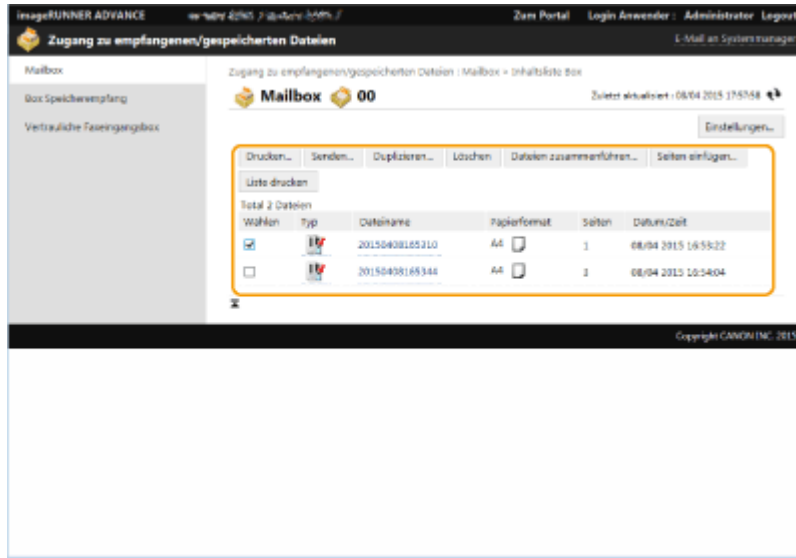 imageRUNNER ADVANCE Zum Portal Login Anwender : Administrator Logout
Zugang zu empfangenen/gespeicherten Dateien E-Mail an Systemmanager
Mailbox
Box Speicherempfang
Vertrauliche Faxeingangsbox
Zugang zu empfangenen/gespeicherten Dateien : Mailbox > Inhaltsliste Box
Mailbox 00 Zuletzt aktualisiert : 08/04 2015 17:57:58
Einstellungen...
Drucken... Senden... Duplizieren... Löschen Dateien zusammenführen... Seiten einfügen...
Liste drucken
Total 2 Dateien
Wählen Typ Dateiname Papierformat Seiten Datum/Zeit
20150408165310 A4 1 08/04 2015 16:53:22
20150408165344 A4 08/04 2015 16:54:04
Copyright CANON INC. 2015